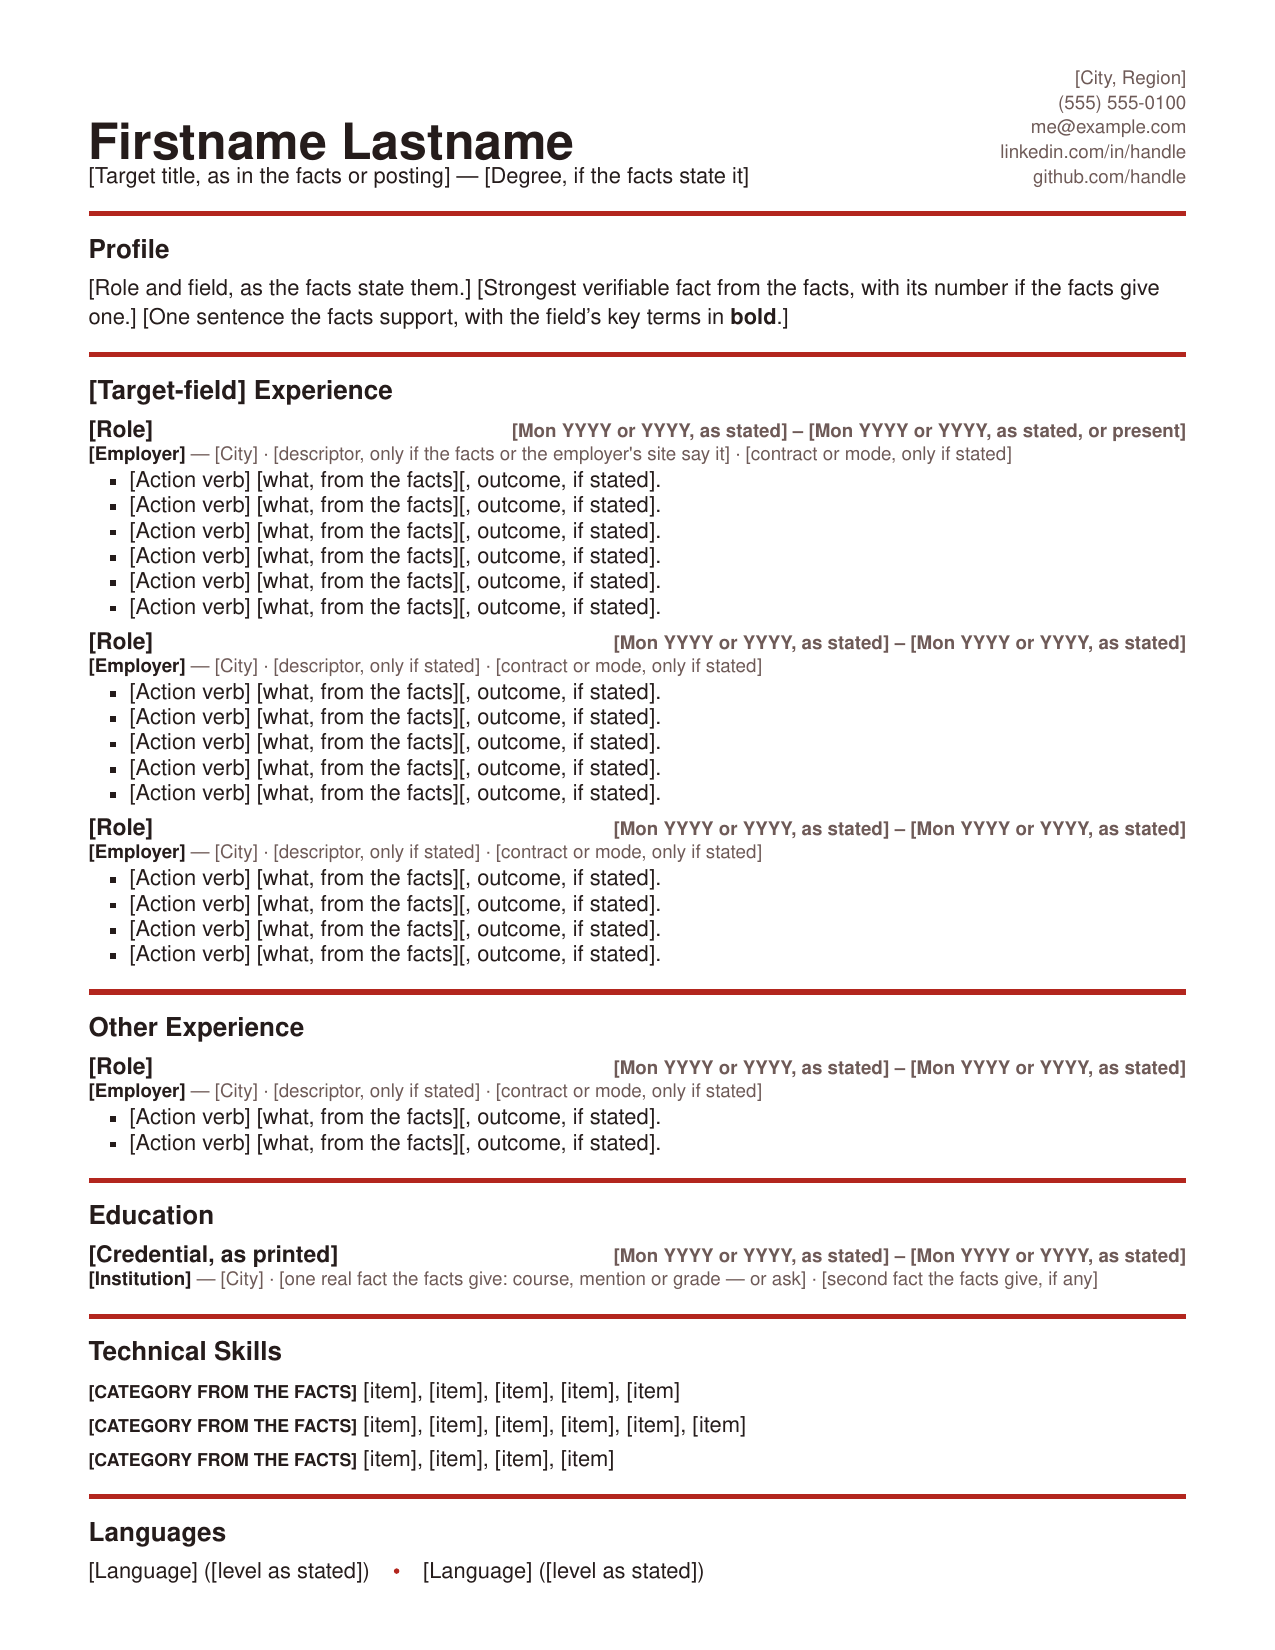 [City, Region]
(555) 555-0100
me@example.com
linkedin.com/in/handle
github.com/handle
Firstname Lastname
[Target title, as in the facts or posting] — [Degree, if the facts state it]
Profile
[Role and field, as the facts state them.] [Strongest verifiable fact from the facts, with its number if the facts give
one.] [One sentence the facts support, with the field’s key terms in bold.]
[Target-field] Experience
[Role] [Mon YYYY or YYYY, as stated] – [Mon YYYY or YYYY, as stated, or present]
[Employer] — [City] · [descriptor, only if the facts or the employer's site say it] · [contract or mode, only if stated]
▪ [Action verb] [what, from the facts][, outcome, if stated].
▪ [Action verb] [what, from the facts][, outcome, if stated].
▪ [Action verb] [what, from the facts][, outcome, if stated].
▪ [Action verb] [what, from the facts][, outcome, if stated].
▪ [Action verb] [what, from the facts][, outcome, if stated].
▪ [Action verb] [what, from the facts][, outcome, if stated].
[Role] [Mon YYYY or YYYY, as stated] – [Mon YYYY or YYYY, as stated]
[Employer] — [City] · [descriptor, only if stated] · [contract or mode, only if stated]
▪ [Action verb] [what, from the facts][, outcome, if stated].
▪ [Action verb] [what, from the facts][, outcome, if stated].
▪ [Action verb] [what, from the facts][, outcome, if stated].
▪ [Action verb] [what, from the facts][, outcome, if stated].
▪ [Action verb] [what, from the facts][, outcome, if stated].
[Role] [Mon YYYY or YYYY, as stated] – [Mon YYYY or YYYY, as stated]
[Employer] — [City] · [descriptor, only if stated] · [contract or mode, only if stated]
▪ [Action verb] [what, from the facts][, outcome, if stated].
▪ [Action verb] [what, from the facts][, outcome, if stated].
▪ [Action verb] [what, from the facts][, outcome, if stated].
▪ [Action verb] [what, from the facts][, outcome, if stated].
Other Experience
[Role] [Mon YYYY or YYYY, as stated] – [Mon YYYY or YYYY, as stated]
[Employer] — [City] · [descriptor, only if stated] · [contract or mode, only if stated]
▪ [Action verb] [what, from the facts][, outcome, if stated].
▪ [Action verb] [what, from the facts][, outcome, if stated].
Education
[Credential, as printed] [Mon YYYY or YYYY, as stated] – [Mon YYYY or YYYY, as stated]
[Institution] — [City] · [one real fact the facts give: course, mention or grade — or ask] · [second fact the facts give, if any]
Technical Skills
[CATEGORY FROM THE FACTS] [item], [item], [item], [item], [item]
[CATEGORY FROM THE FACTS] [item], [item], [item], [item], [item], [item]
[CATEGORY FROM THE FACTS] [item], [item], [item], [item]
Languages
[Language] ([level as stated]) • [Language] ([level as stated])